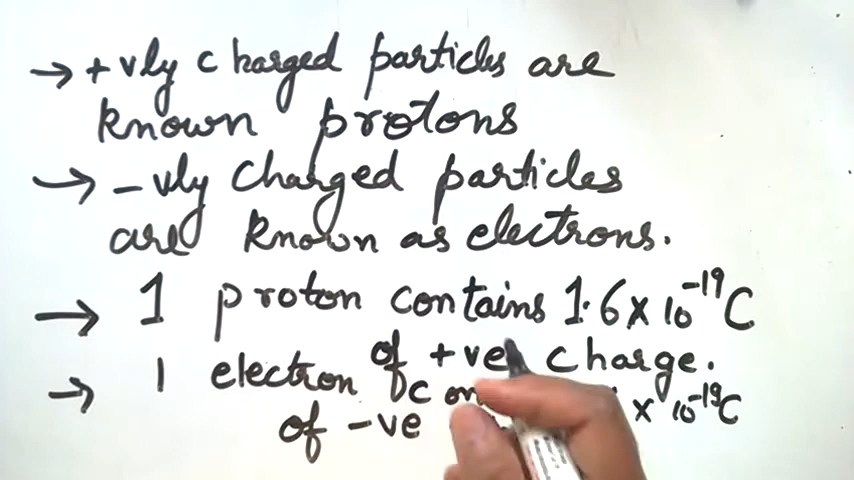 → +vly charged particles are
known protons
→ -vly charged particles
are known as electrons.
→ 1 proton contains 1.6 x 10⁻¹⁹ C
of +ve charge.
→ 1 electron x 10⁻¹⁹C
of -ve